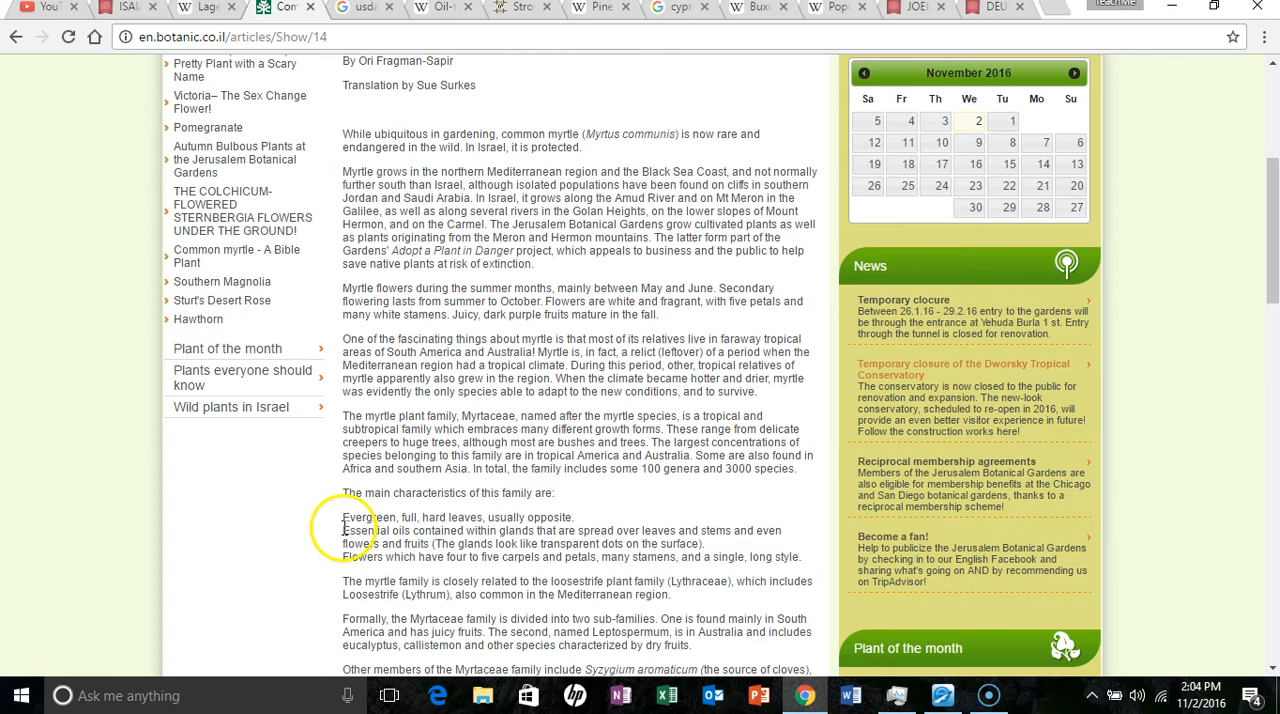 YouT
ISAI
Lage
Con
usda
Oil-t
Stro
Pine
cypr
Buxu
Popu
JOEL
DEU
TeachMe
en.botanic.co.il/articles/Show/14
Pretty Plant with a Scary
Name
Victoria– The Sex Change
Flower!
Pomegranate
Autumn Bulbous Plants at
the Jerusalem Botanical
Gardens
THE COLCHICUM-
FLOWERED
STERNBERGIA FLOWERS
UNDER THE GROUND!
Common myrtle - A Bible
Plant
Southern Magnolia
Sturt's Desert Rose
Hawthorn
Plant of the month
Plants everyone should
know
Wild plants in Israel
By Ori Fragman-Sapir
Translation by Sue Surkes
While ubiquitous in gardening, common myrtle (Myrtus communis) is now rare and
endangered in the wild. In Israel, it is protected.
Myrtle grows in the northern Mediterranean region and the Black Sea Coast, and not normally
further south than Israel, although isolated populations have been found on cliffs in southern
Jordan and Saudi Arabia. In Israel, it grows along the Amud River and on Mt Meron in the
Galilee, as well as along several rivers in the Golan Heights, on the lower slopes of Mount
Hermon, and on the Carmel. The Jerusalem Botanical Gardens grow cultivated plants as well
as plants originating from the Meron and Hermon mountains. The latter form part of the
Gardens' Adopt a Plant in Danger project, which appeals to business and the public to help
save native plants at risk of extinction.
Myrtle flowers during the summer months, mainly between May and June. Secondary
flowering lasts from summer to October. Flowers are white and fragrant, with five petals and
many white stamens. Juicy, dark purple fruits mature in the fall.
One of the fascinating things about myrtle is that most of its relatives live in faraway tropical
areas of South America and Australia! Myrtle is, in fact, a relict (leftover) of a period when the
Mediterranean region had a tropical climate. During this period, other, tropical relatives of
myrtle apparently also grew in the region. When the climate became hotter and drier, myrtle
was evidently the only species able to adapt to the new conditions, and to survive.
The myrtle plant family, Myrtaceae, named after the myrtle species, is a tropical and
subtropical family which embraces many different growth forms. These range from delicate
creepers to huge trees, although most are bushes and trees. The largest concentrations of
species belonging to this family are in tropical America and Australia. Some are also found in
Africa and southern Asia. In total, the family includes some 100 genera and 3000 species.
The main characteristics of this family are:
Evergreen, full, hard leaves, usually opposite.
Essential oils contained within glands that are spread over leaves and stems and even
flowers and fruits (The glands look like transparent dots on the surface).
Flowers which have four to five carpels and petals, many stamens, and a single, long style.
The myrtle family is closely related to the loosestrife plant family (Lythraceae), which includes
Loosestrife (Lythrum), also common in the Mediterranean region.
Formally, the Myrtaceae family is divided into two sub-families. One is found mainly in South
America and has juicy fruits. The second, named Leptospermum, is in Australia and includes
eucalyptus, callistemon and other species characterized by dry fruits.
Other members of the Myrtaceae family include Syzygium aromaticum (the source of cloves),
November 2016
Sa Fr Th We Tu Mo Su
5 4 3 2 1
12 11 10 9 8 7 6
19 18 17 16 15 14 13
26 25 24 23 22 21 20
30 29 28 27
News
Temporary clocure
Between 26.1.16 - 29.2.16 entry to the gardens will
be through the entrance at Yehuda Burla 1 st. Entry
through the tunnel is closed for renovation.
Temporary closure of the Dworsky Tropical
Conservatory
The conservatory is now closed to the public for
renovation and expansion. The new-look
conservatory, scheduled to re-open in 2016, will
provide an even better visitor experience in future!
Follow the construction works here!
Reciprocal membership agreements
Members of the Jerusalem Botanical Gardens are
also eligible for membership benefits at the Chicago
and San Diego botanical gardens, thanks to a
reciprocal membership scheme!
Become a fan!
Help to publicize the Jerusalem Botanical Gardens
by checking in to our English Facebook and
sharing what's going on AND by recommending us
on TripAdvisor!
Plant of the month
Ask me anything
2:04 PM
11/2/2016
4